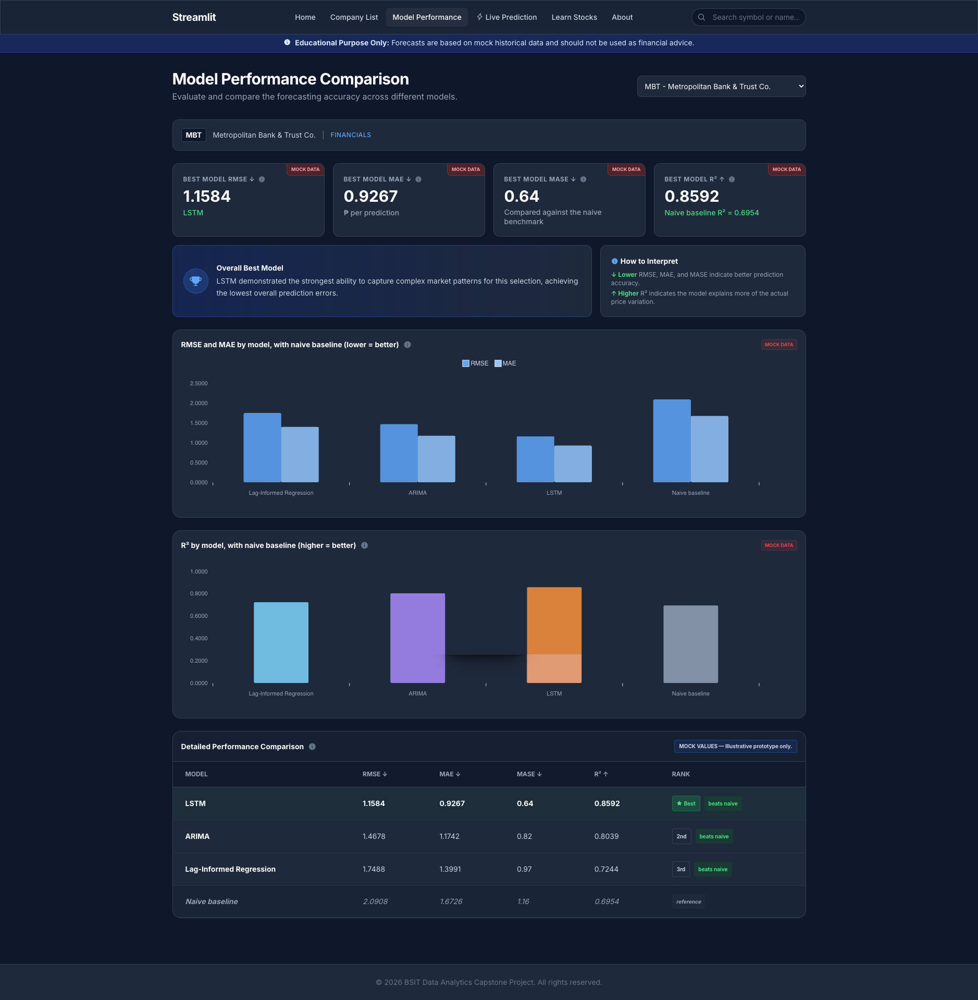 Streamlit
Home
Company List
Model Performance
Live Prediction
Learn Stocks
About
Search symbol or name...
Educational Purpose Only: Forecasts are based on mock historical data and should not be used as financial advice.
Model Performance Comparison
Evaluate and compare the forecasting accuracy across different models.
MBT - Metropolitan Bank & Trust Co.
MBT Metropolitan Bank & Trust Co. | FINANCIALS
MOCK DATA
BEST MODEL RMSE ↓
1.1584
LSTM
MOCK DATA
BEST MODEL MAE ↓
0.9267
₱ per prediction
MOCK DATA
BEST MODEL MASE ↓
0.64
Compared against the naive
benchmark
MOCK DATA
BEST MODEL R² ↑
0.8592
Naive baseline R² = 0.6954
Overall Best Model
LSTM demonstrated the strongest ability to capture complex market patterns for this selection, achieving
the lowest overall prediction errors.
How to Interpret
↓ Lower RMSE, MAE, and MASE indicate better prediction
accuracy.
↑ Higher R² indicates the model explains more of the actual
price variation.
RMSE and MAE by model, with naive baseline (lower = better)
MOCK DATA
RMSE MAE
2.5000
2.0000
1.5000
1.0000
0.5000
0.0000
Lag-Informed Regression
ARIMA
LSTM
Naive baseline
R² by model, with naive baseline (higher = better)
MOCK DATA
1.0000
0.8000
0.6000
0.4000
0.2000
0.0000
Lag-Informed Regression
ARIMA
LSTM
Naive baseline
Detailed Performance Comparison
MOCK VALUES — Illustrative prototype only.
MODEL RMSE ↓ MAE ↓ MASE ↓ R² ↑ RANK
LSTM 1.1584 0.9267 0.64 0.8592 ★ Best beats naive
ARIMA 1.4678 1.1742 0.82 0.8039 2nd beats naive
Lag-Informed Regression 1.7488 1.3991 0.97 0.7244 3rd beats naive
Naive baseline 2.0908 1.6726 1.16 0.6954 reference
© 2026 BSIT Data Analytics Capstone Project. All rights reserved.